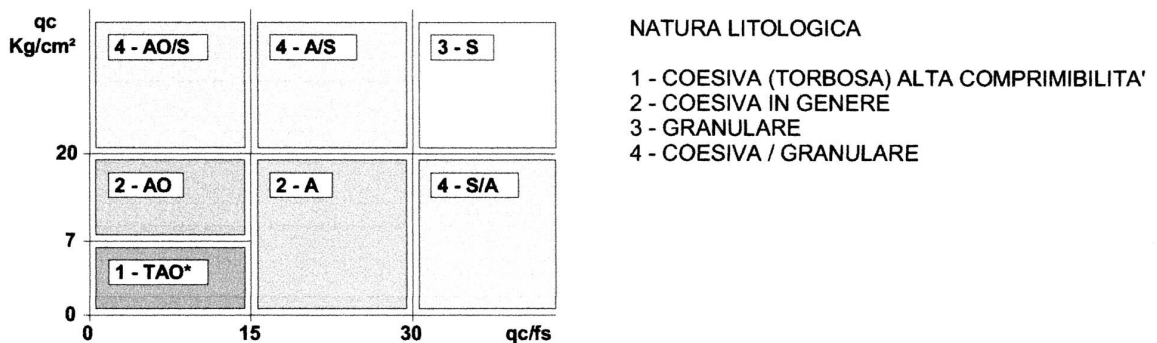 qc
Kg/cm²
4 - AO/S
4 - A/S
3 - S
20
2 - AO
2 - A
4 - S/A
7
1 - TAO*
0
0
15
30
qc/fs
NATURA LITOLOGICA
1 - COESIVA (TORBOSA) ALTA COMPRIMIBILITA'
2 - COESIVA IN GENERE
3 - GRANULARE
4 - COESIVA / GRANULARE